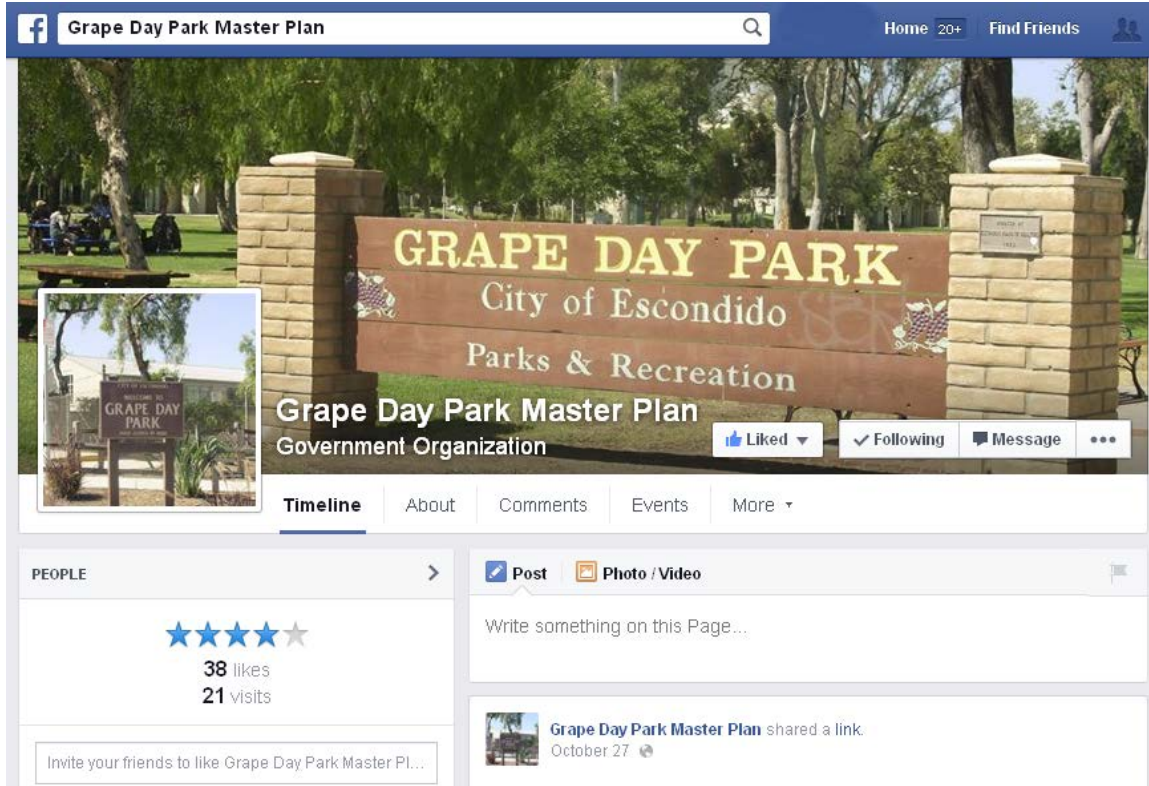 Grape Day Park Master Plan
Home 20+ Find Friends
GRAPE DAY PARK
City of Escondido
Parks & Recreation
WELCOME TO
GRAPE DAY
PARK
Grape Day Park Master Plan
Government Organization
Liked Following Message
Timeline About Comments Events More
PEOPLE
38 likes
21 visits
Invite your friends to like Grape Day Park Master Pl...
Post Photo / Video
Write something on this Page...
Grape Day Park Master Plan shared a link.
October 27